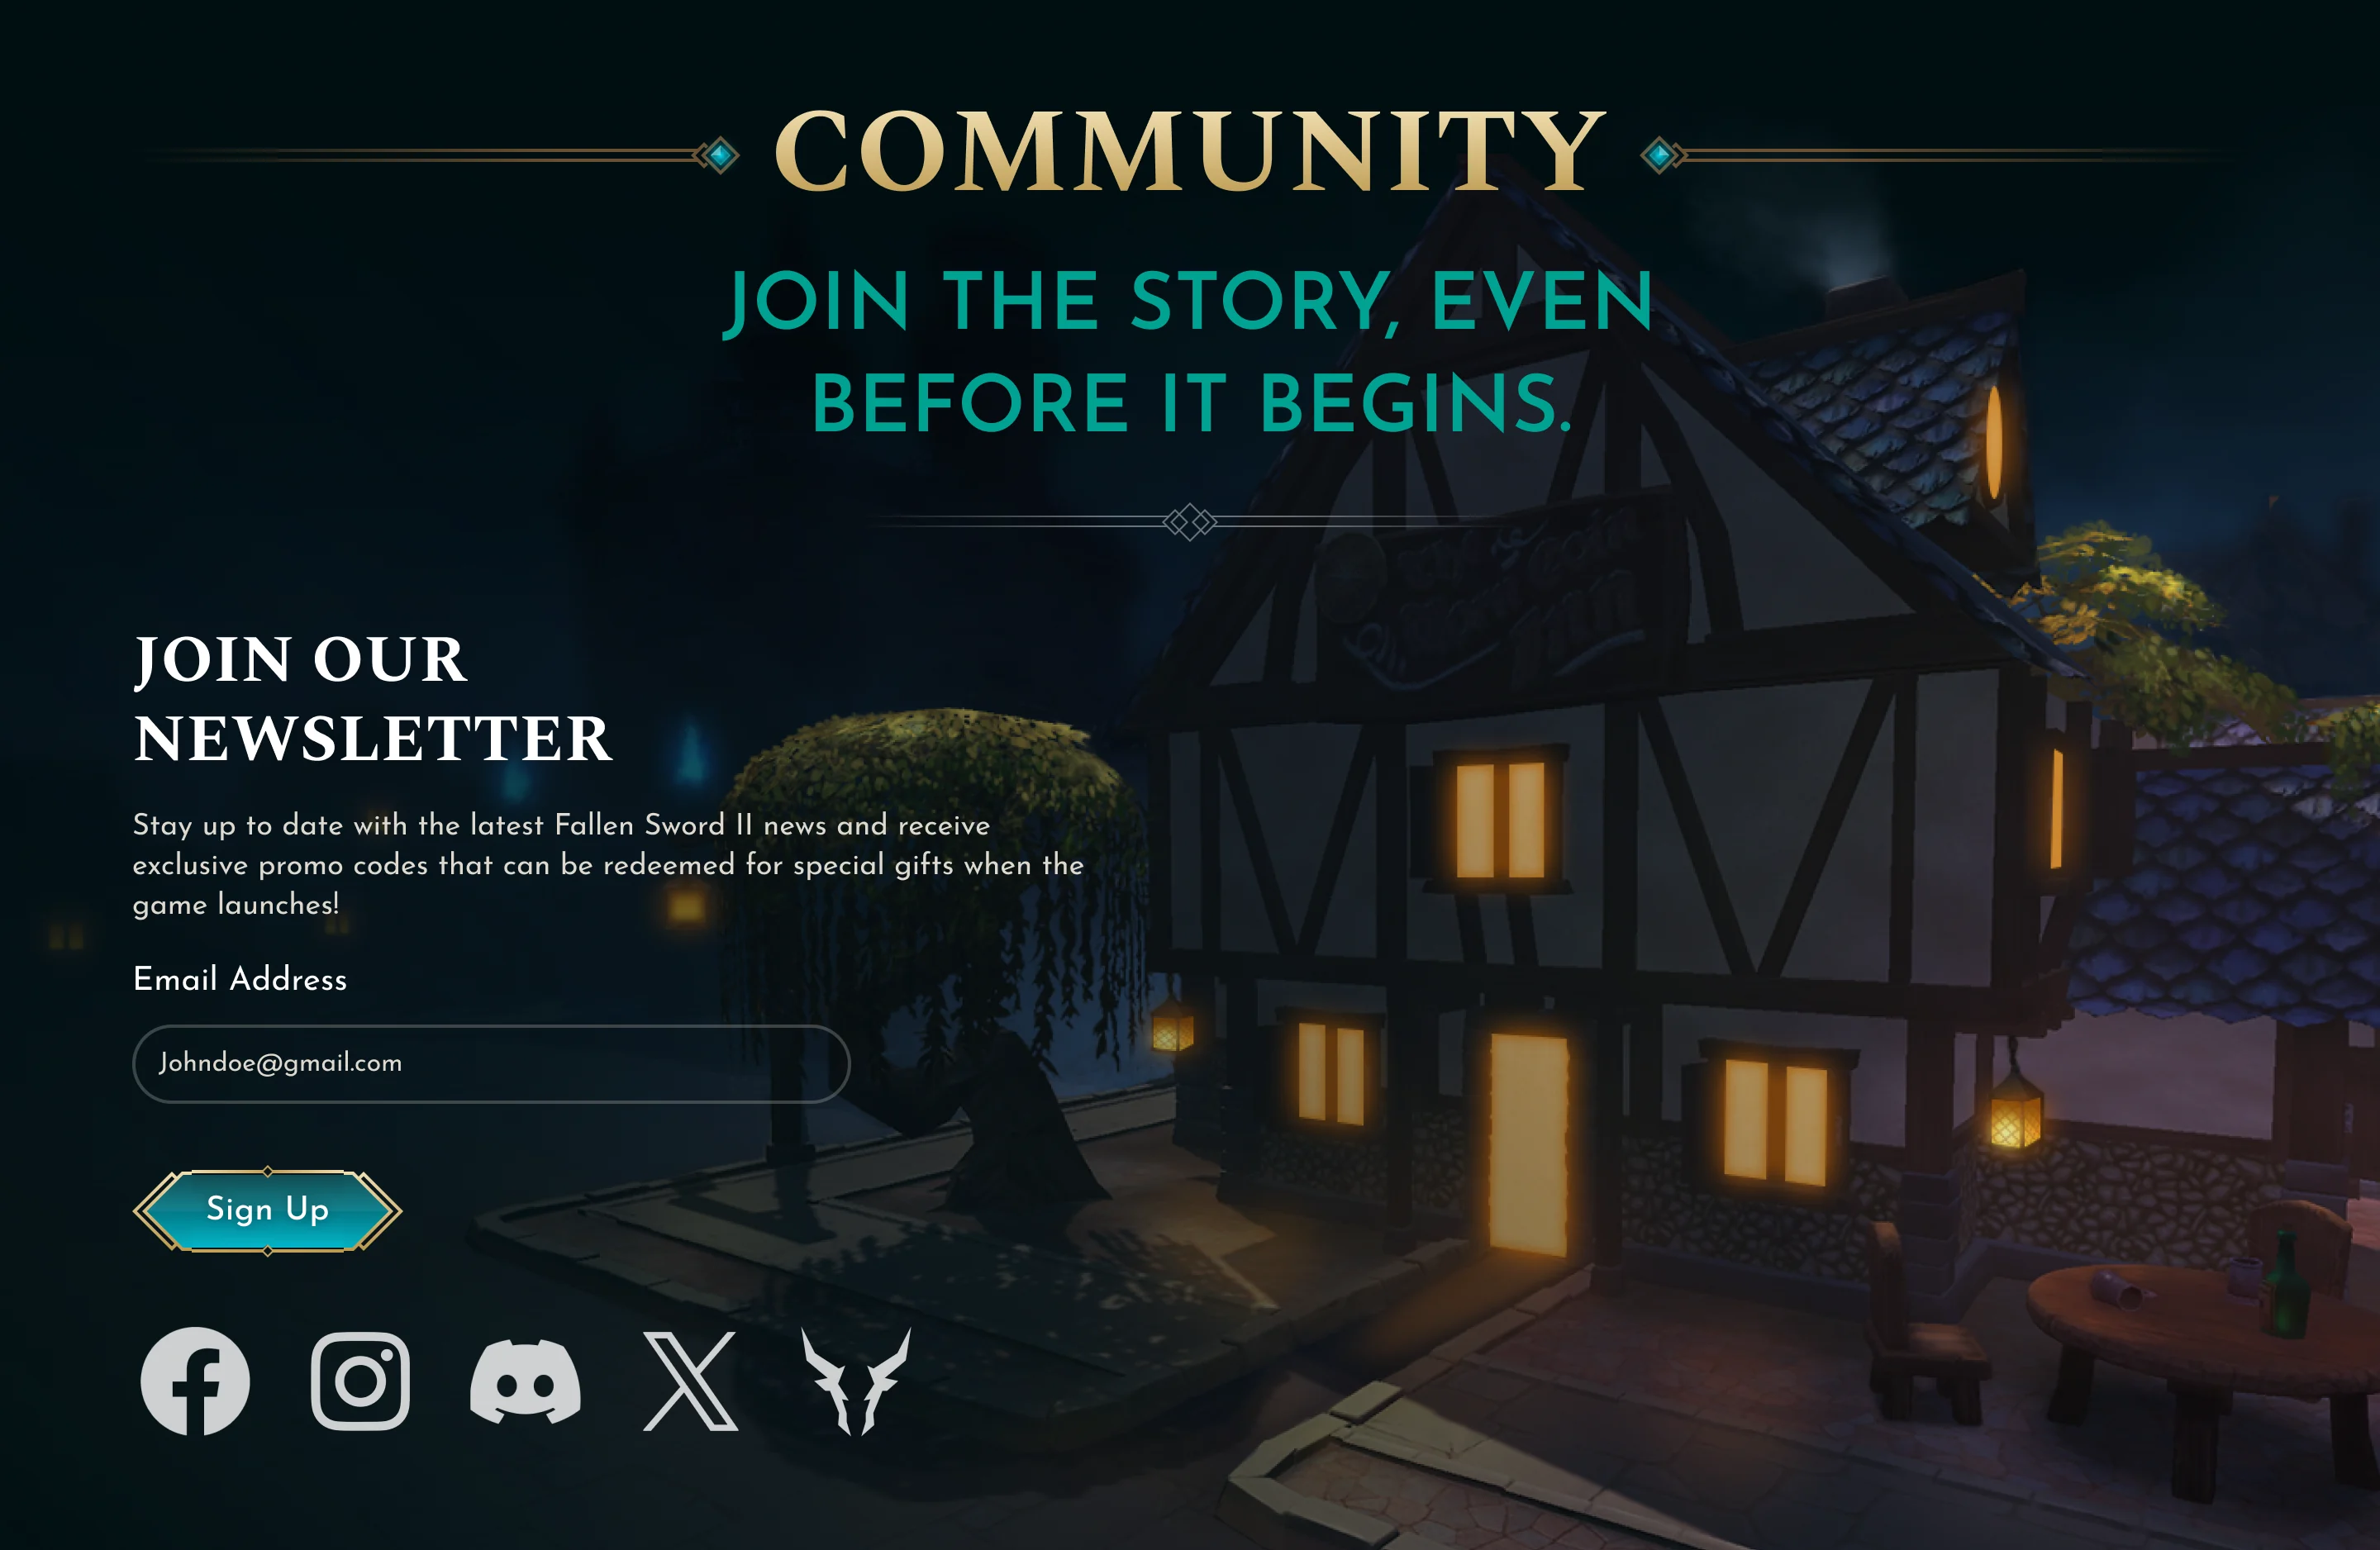 COMMUNITY
JOIN THE STORY, EVEN
BEFORE IT BEGINS.
JOIN OUR
NEWSLETTER
Stay up to date with the latest Fallen Sword II news and receive
exclusive promo codes that can be redeemed for special gifts when the
game launches!
Email Address
Johndoe@gmail.com
Sign Up